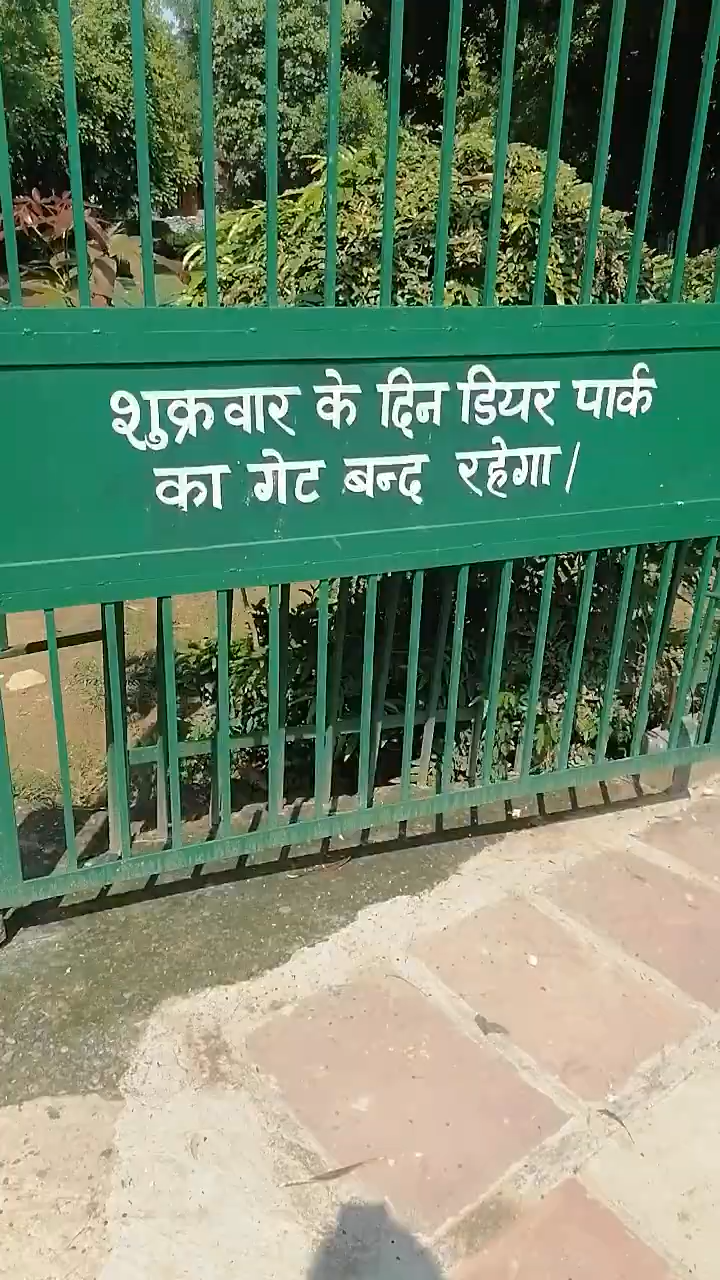 शुक्रवार के दिन डियर पार्क
का गेट बन्द रहेगा/